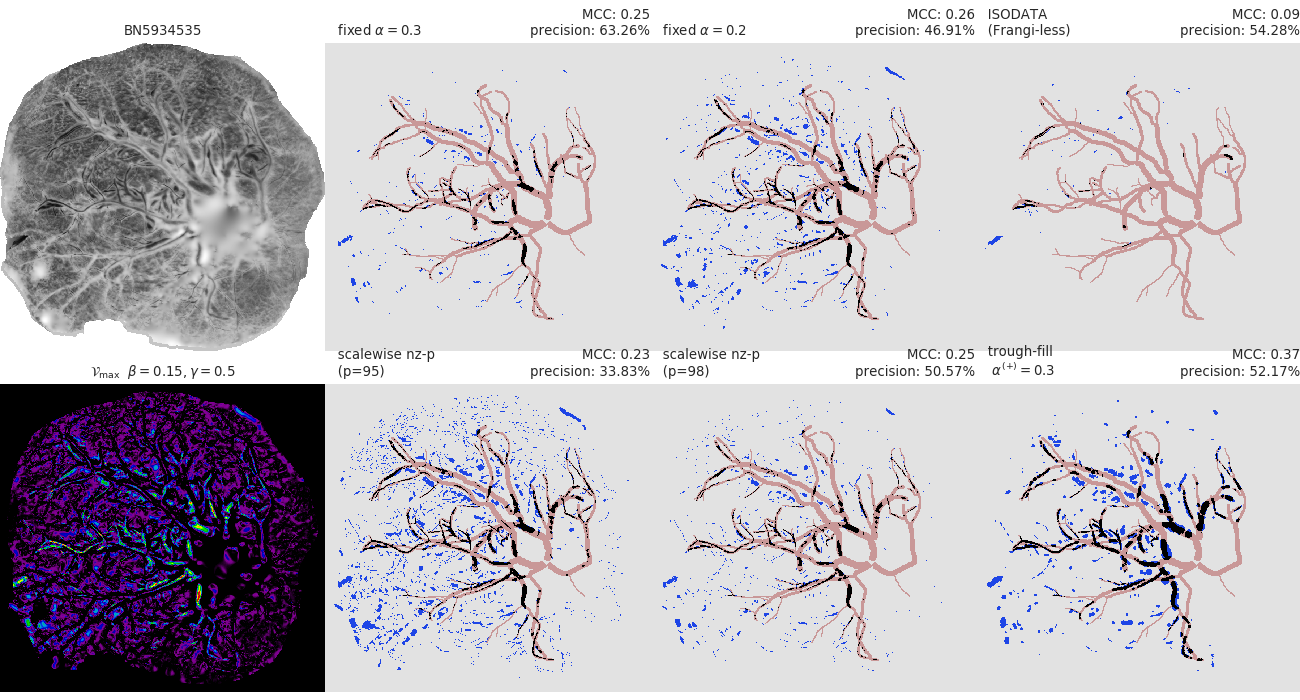 BN5934535
fixed α = 0.3
MCC: 0.25
precision: 63.26%
fixed α = 0.2
MCC: 0.26
precision: 46.91%
ISODATA
(Frangi-less)
MCC: 0.09
precision: 54.28%
𝒱max β = 0.15, γ = 0.5
scalewise nz-p
(p=95)
MCC: 0.23
precision: 33.83%
scalewise nz-p
(p=98)
MCC: 0.25
precision: 50.57%
trough-fill
α(+) = 0.3
MCC: 0.37
precision: 52.17%